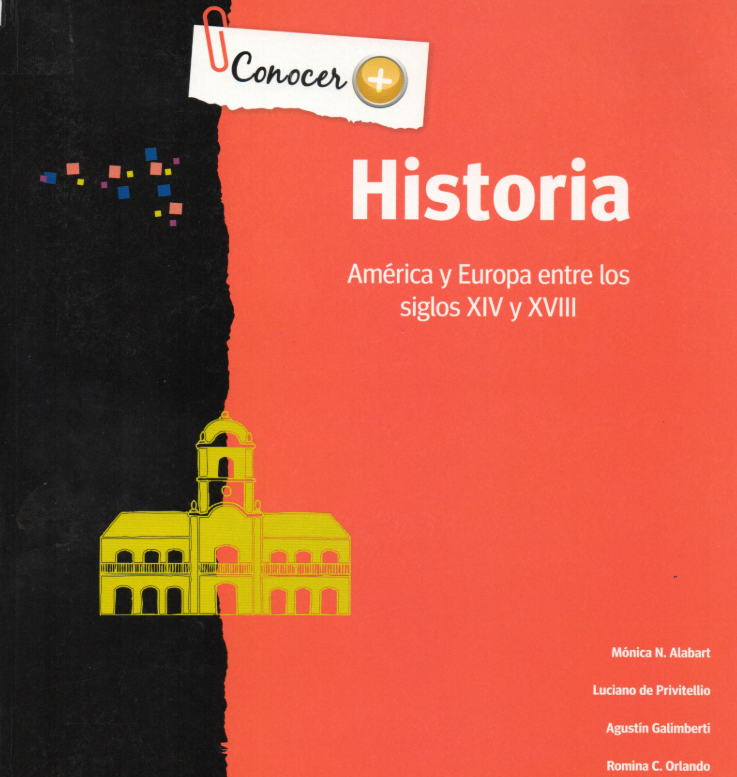 Conocer +
Historia
América y Europa entre los
siglos XIV y XVIII
Mónica N. Alabart
Luciano de Privitellio
Agustín Galimberti
Romina C. Orlando